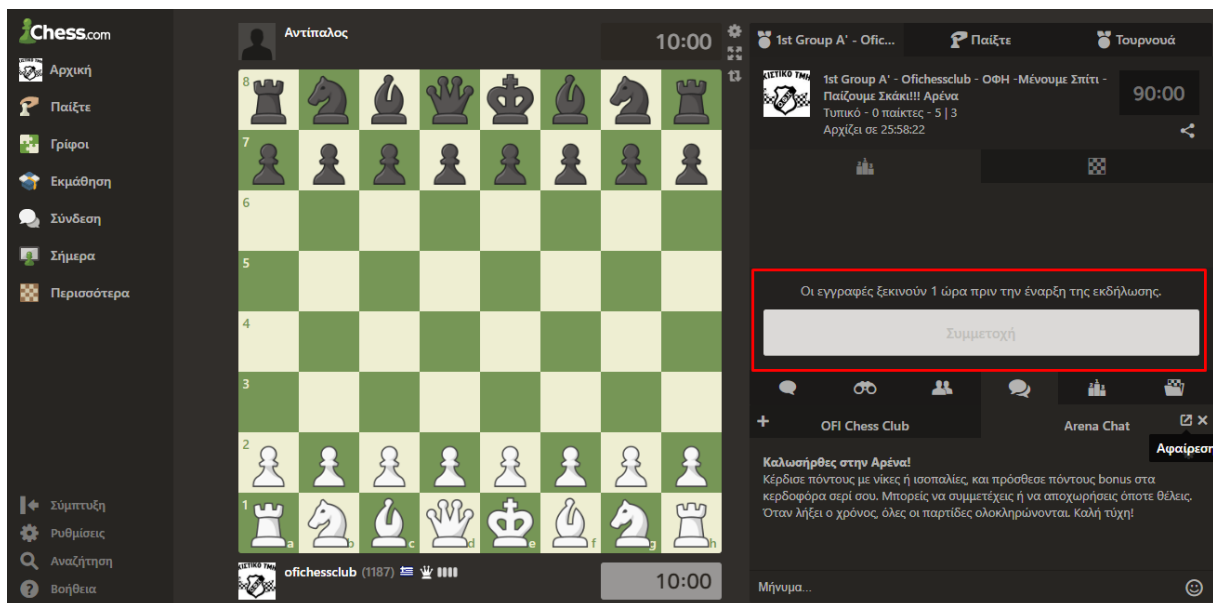 Chess.com
Αρχική
Παίξτε
Γρίφοι
Εκμάθηση
Σύνδεση
Σήμερα
Περισσότερα
Σύμπτυξη
Ρυθμίσεις
Αναζήτηση
Βοήθεια
Αντίπαλος
10:00
8
7
6
5
4
3
2
1
a b c d e f g h
ofichessclub (1187)
10:00
1st Group A' - Ofic...
Παίξτε
Τουρνουά
1st Group A' - Ofichessclub - ΟΦΗ -Μένουμε Σπίτι -
Παίζουμε Σκάκι!!! Αρένα
Τυπικό - 0 παίκτες - 5 | 3
Αρχίζει σε 25:58:22
90:00
Οι εγγραφές ξεκινούν 1 ώρα πριν την έναρξη της εκδήλωσης.
Συμμετοχή
OFI Chess Club
Arena Chat
Αφαίρεση
Καλωσήρθες στην Αρένα!
Κέρδισε πόντους με νίκες ή ισοπαλίες, και πρόσθεσε πόντους bonus στα
κερδοφόρα σερί σου. Μπορείς να συμμετέχεις ή να αποχωρήσεις όποτε θέλεις.
Όταν λήξει ο χρόνος, όλες οι παρτίδες ολοκληρώνονται. Καλή τύχη!
Μήνυμα...